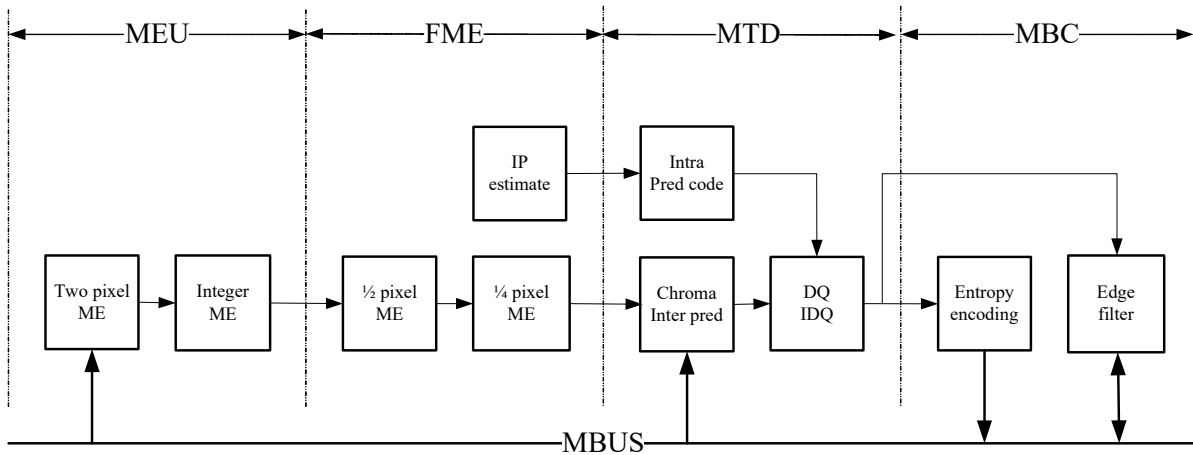 MEU
FME
MTD
MBC
IP
estimate
Intra
Pred code
Two pixel
ME
Integer
ME
½ pixel
ME
¼ pixel
ME
Chroma
Inter pred
DQ
IDQ
Entropy
encoding
Edge
filter
MBUS